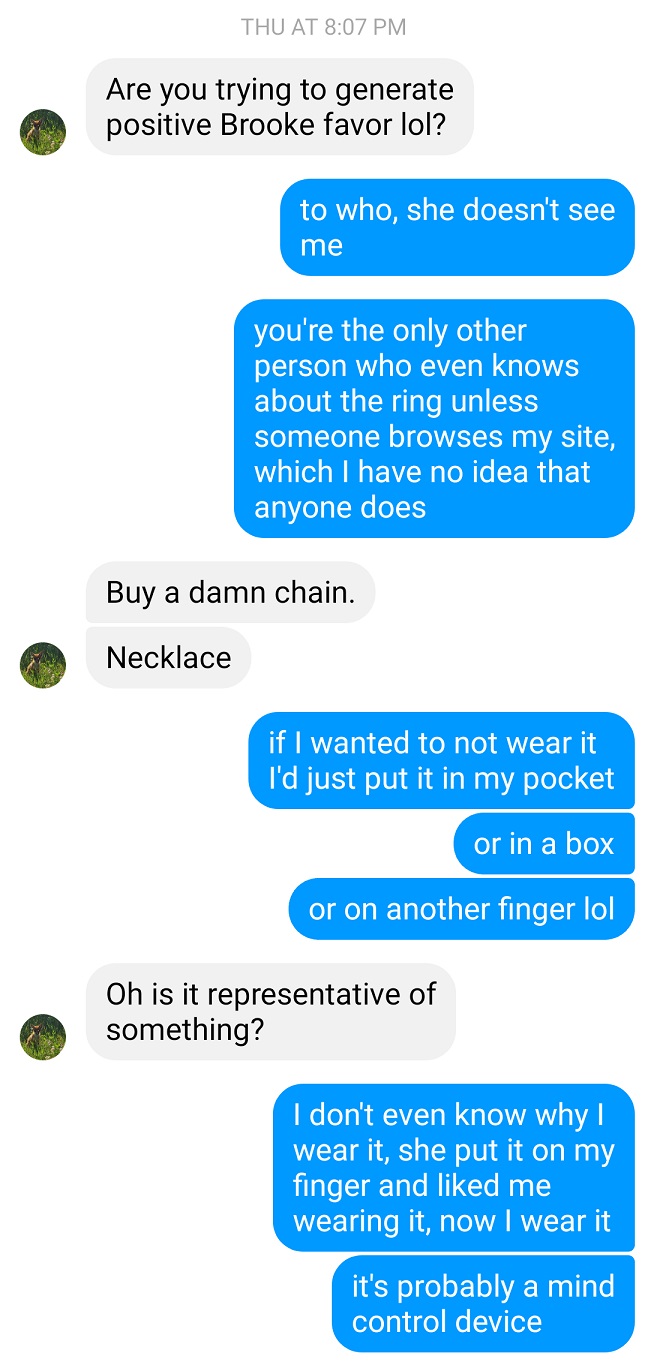 THU AT 8:07 PM
Are you trying to generate
positive Brooke favor lol?
to who, she doesn't see
me
you're the only other
person who even knows
about the ring unless
someone browses my site,
which I have no idea that
anyone does
Buy a damn chain.
Necklace
if I wanted to not wear it
I'd just put it in my pocket
or in a box
or on another finger lol
Oh is it representative of
something?
I don't even know why I
wear it, she put it on my
finger and liked me
wearing it, now I wear it
it's probably a mind
control device